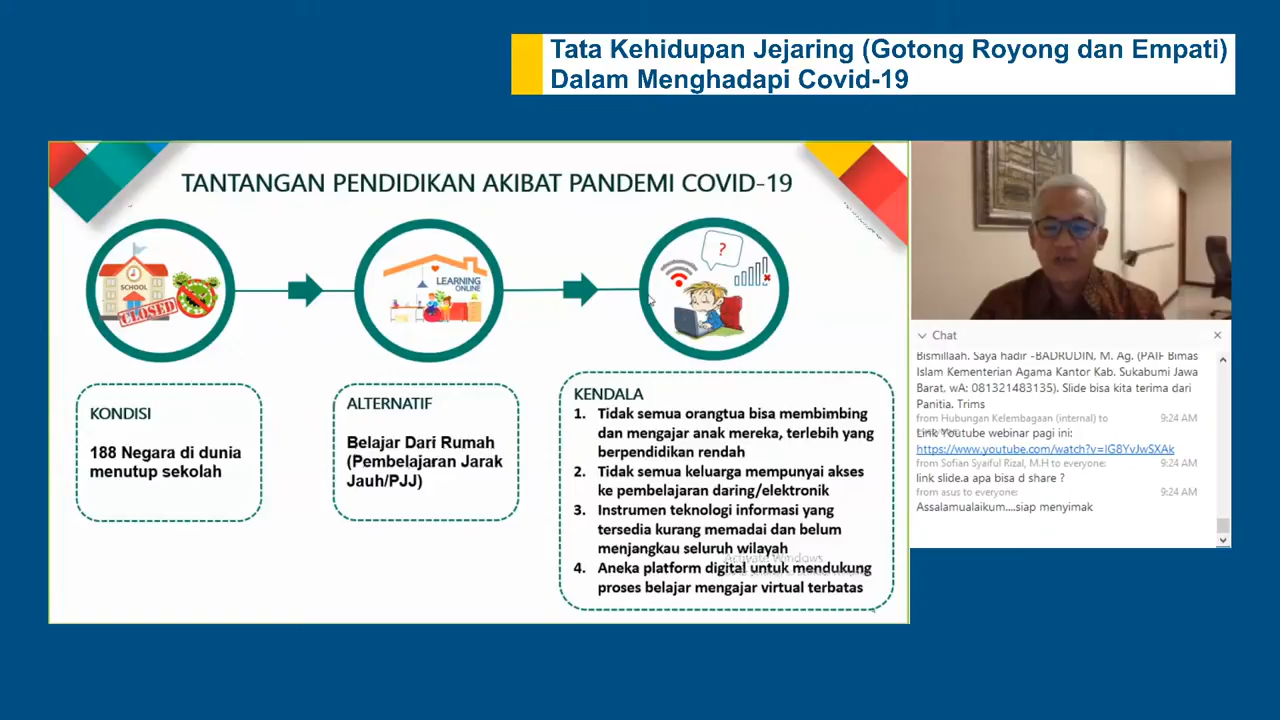 Tata Kehidupan Jejaring (Gotong Royong dan Empati)
Dalam Menghadapi Covid-19
TANTANGAN PENDIDIKAN AKIBAT PANDEMI COVID-19
SCHOOL
CLOSED
LEARNING
ONLINE
?
KONDISI
188 Negara di dunia
menutup sekolah
ALTERNATIF
Belajar Dari Rumah
(Pembelajaran Jarak
Jauh/PJJ)
KENDALA
1. Tidak semua orangtua bisa membimbing
dan mengajar anak mereka, terlebih yang
berpendidikan rendah
2. Tidak semua keluarga mempunyai akses
ke pembelajaran daring/elektronik
3. Instrumen teknologi informasi yang
tersedia kurang memadai dan belum
menjangkau seluruh wilayah
4. Aneka platform digital untuk mendukung
proses belajar mengajar virtual terbatas
Activate Windows
Chat
Bismillaah. Saya hadir -BADRUDIN, M. Ag. (PAIF Bimas
Islam Kementerian Agama Kantor Kab. Sukabumi Jawa
Barat, wA: 081321483135). Slide bisa kita terima dari
Panitia. Trims
from Hubungan Kelembagaan (internal) to 9:24 AM
Link Youtube webinar pagi ini:
https://www.youtube.com/watch?v=IG8YvJwSXAk
from Sofian Syaiful Rizal, M.H to everyone: 9:24 AM
link slide.a apa bisa d share ?
from asus to everyone: 9:24 AM
Assalamualaikum....siap menyimak